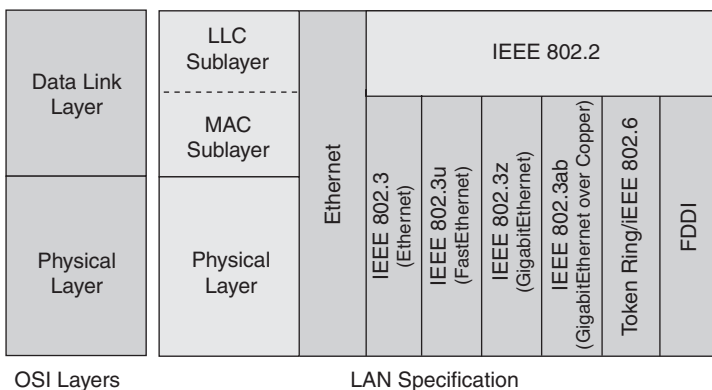 Data Link
Layer
Physical
Layer
OSI Layers
LLC
Sublayer
MAC
Sublayer
Physical
Layer
Ethernet
IEEE 802.2
IEEE 802.3
(Ethernet)
IEEE 802.3u
(FastEthernet)
IEEE 802.3z
(GigabitEthernet)
IEEE 802.3ab
(GigabitEthernet over Copper)
Token Ring/iEEE 802.6
FDDI
LAN Specification